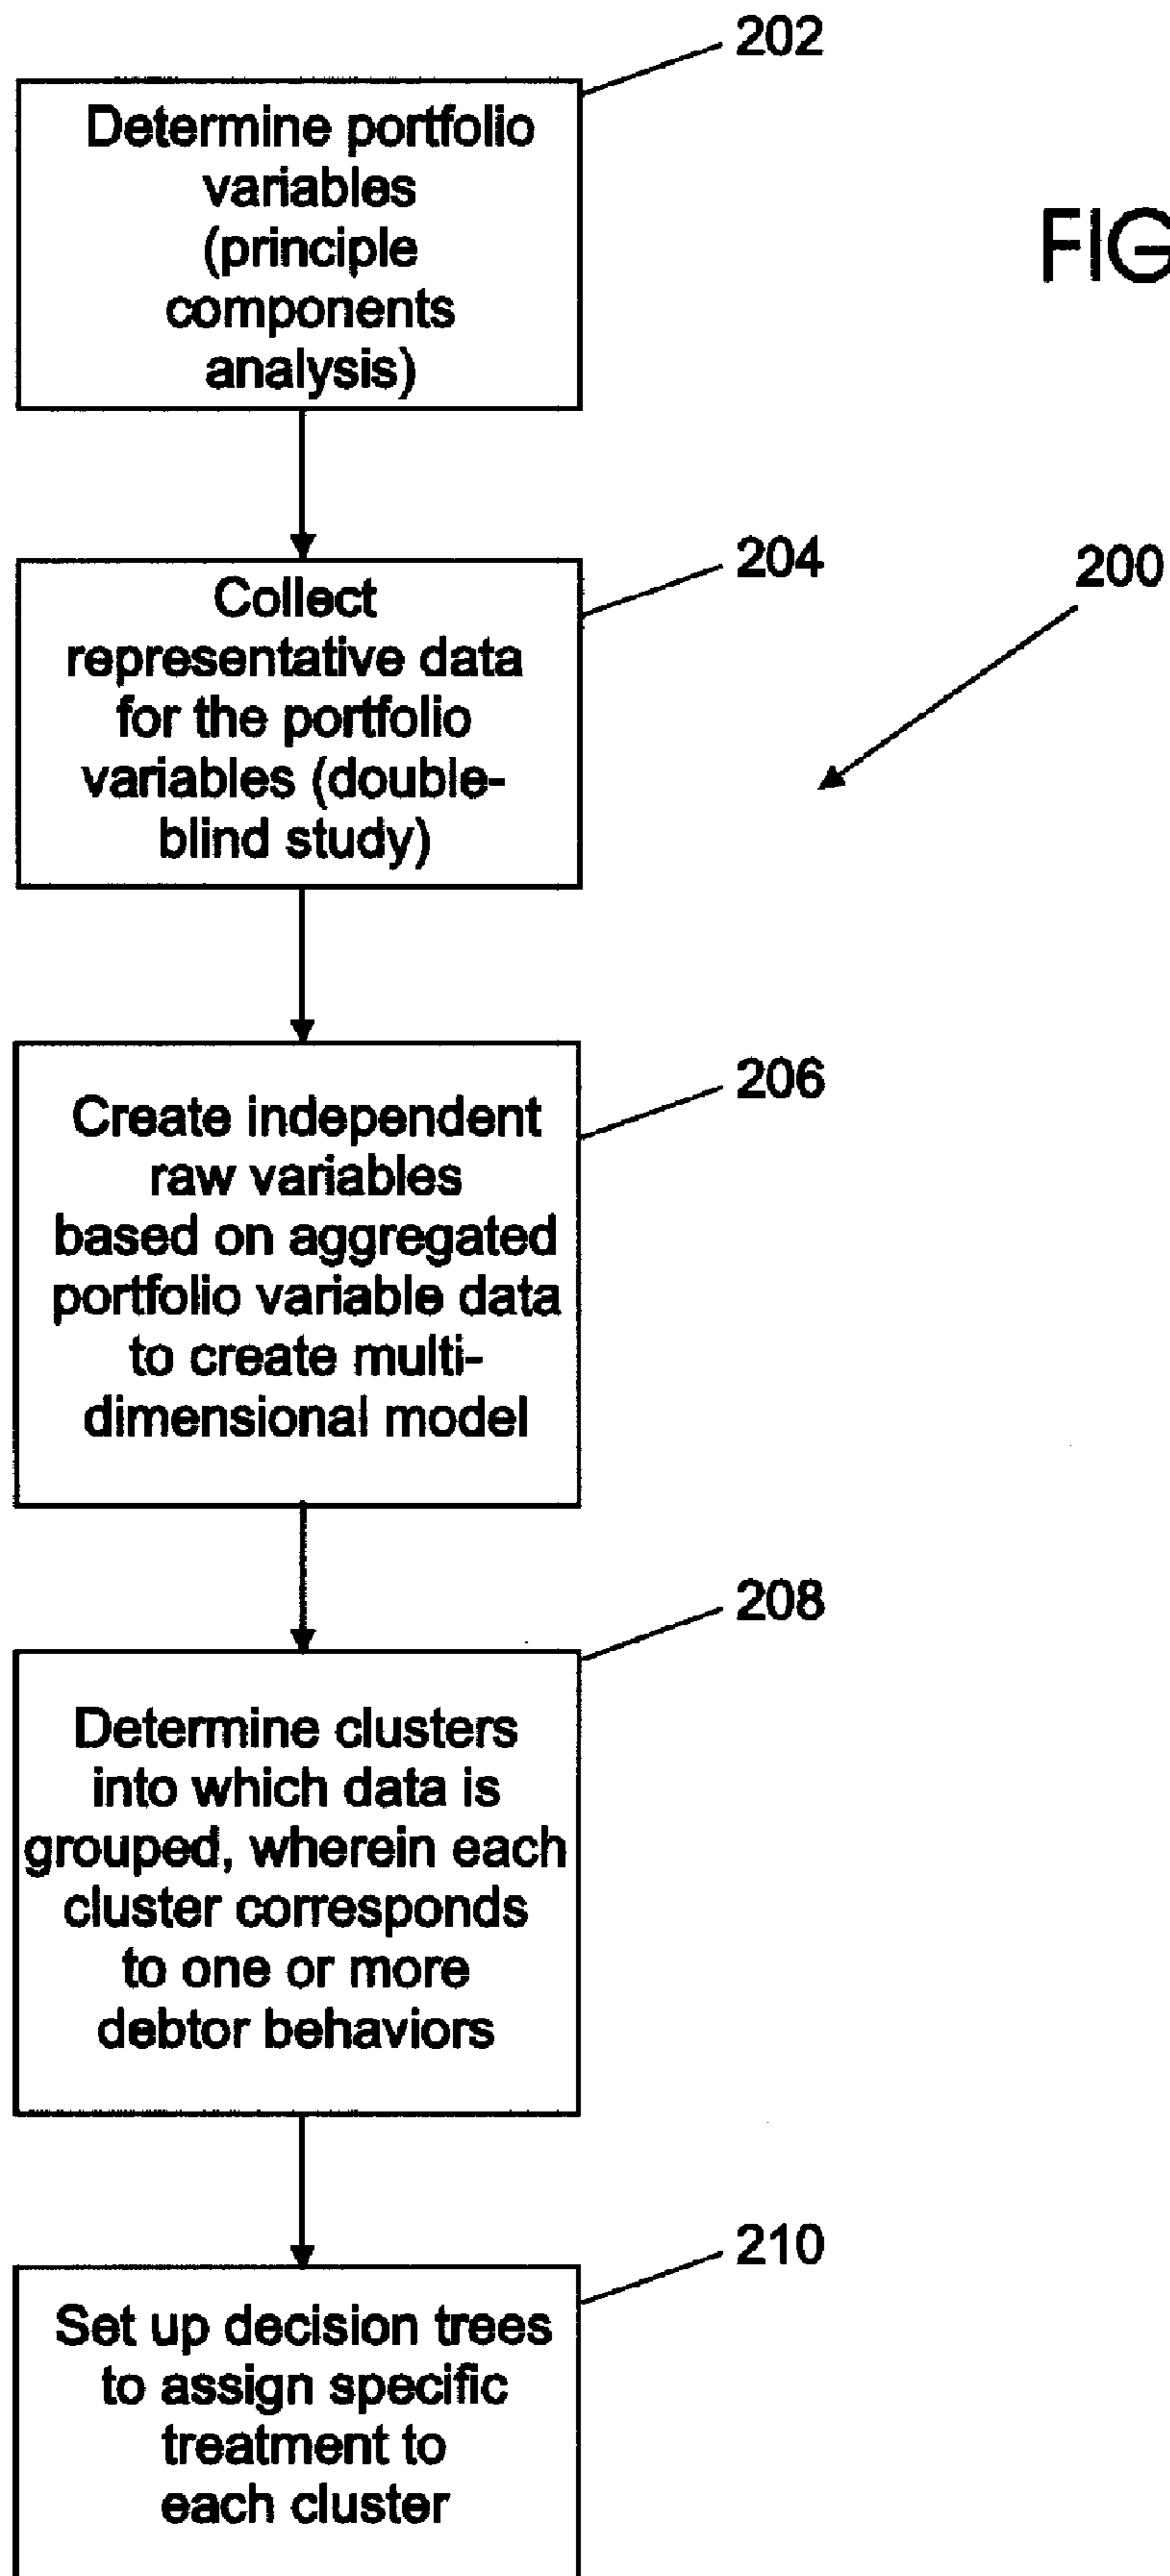 202
Determine portfolio
variables
(principle
components
analysis)
FIG
204
200
Collect
representative data
for the portfolio
variables (double-
blind study)
206
Create independent
raw variables
based on aggregated
portfolio variable data
to create multi-
dimensional model
208
Determine clusters
into which data is
grouped, wherein each
cluster corresponds
to one or more
debtor behaviors
210
Set up decision trees
to assign specific
treatment to
each cluster